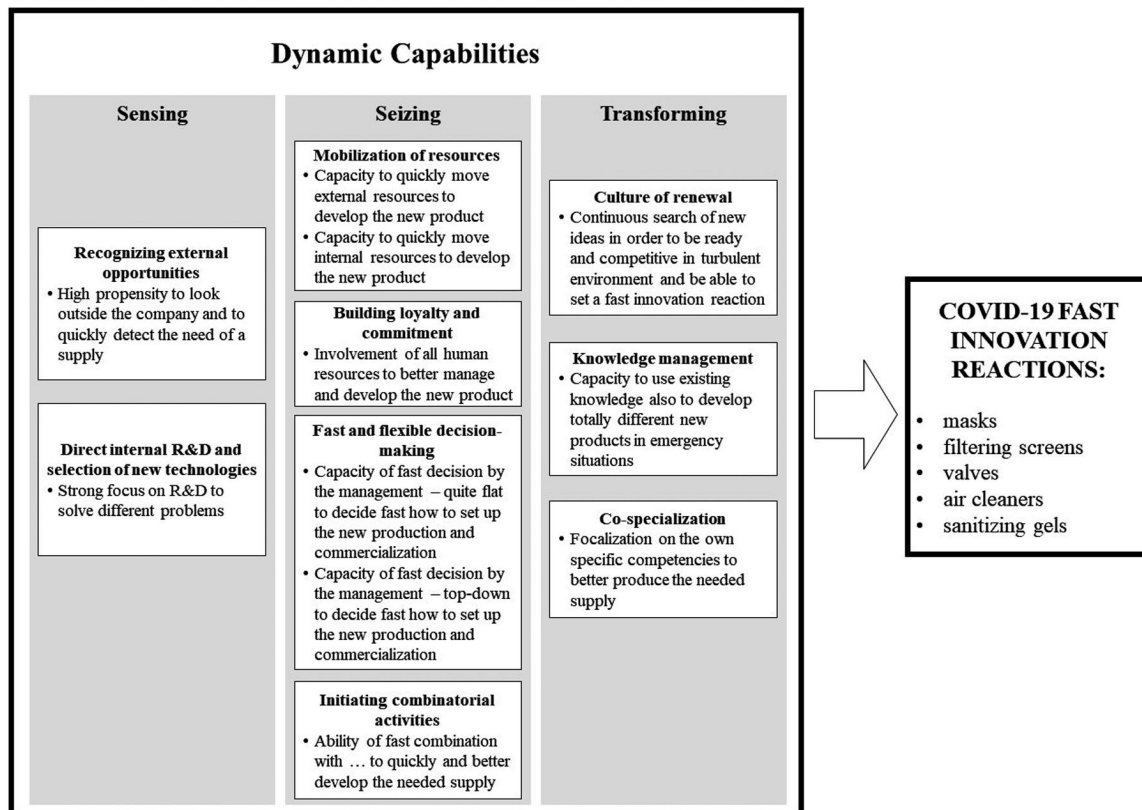 Dynamic Capabilities
Sensing
Recognizing external
opportunities
• High propensity to look
outside the company and to
quickly detect the need of a
supply
Direct internal R&D and
selection of new technologies
• Strong focus on R&D to
solve different problems
Seizing
Mobilization of resources
• Capacity to quickly move
external resources to
develop the new product
• Capacity to quickly move
internal resources to develop
the new product
Building loyalty and
commitment
• Involvement of all human
resources to better manage
and develop the new product
Fast and flexible decision-
making
• Capacity of fast decision by
the management – quite flat
to decide fast how to set up
the new production and
commercialization
• Capacity of fast decision by
the management – top-down
to decide fast how to set up
the new production and
commercialization
Initiating combinatorial
activities
• Ability of fast combination
with … to quickly and better
develop the needed supply
Transforming
Culture of renewal
• Continuous search of new
ideas in order to be ready
and competitive in turbulent
environment and be able to
set a fast innovation reaction
Knowledge management
• Capacity to use existing
knowledge also to develop
totally different new
products in emergency
situations
Co-specialization
• Focalization on the own
specific competencies to
better produce the needed
supply
COVID-19 FAST
INNOVATION
REACTIONS:
• masks
• filtering screens
• valves
• air cleaners
• sanitizing gels